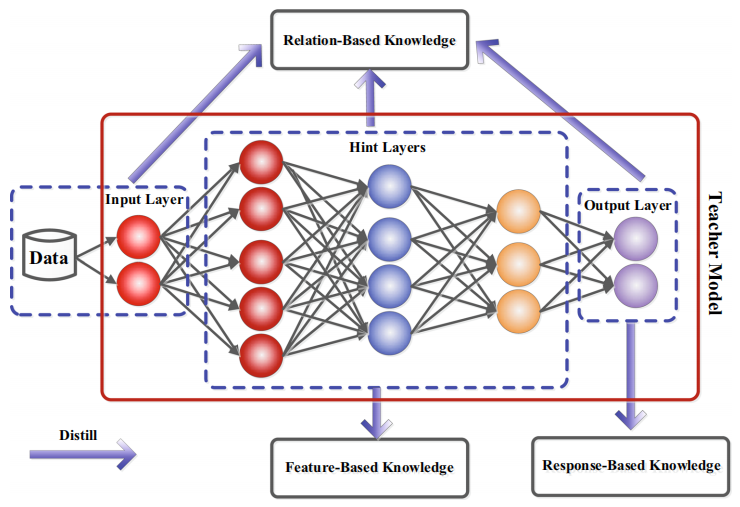 Relation-Based Knowledge
Hint Layers
Input Layer
Output Layer
Data
Teacher Model
Distill
Feature-Based Knowledge
Response-Based Knowledge